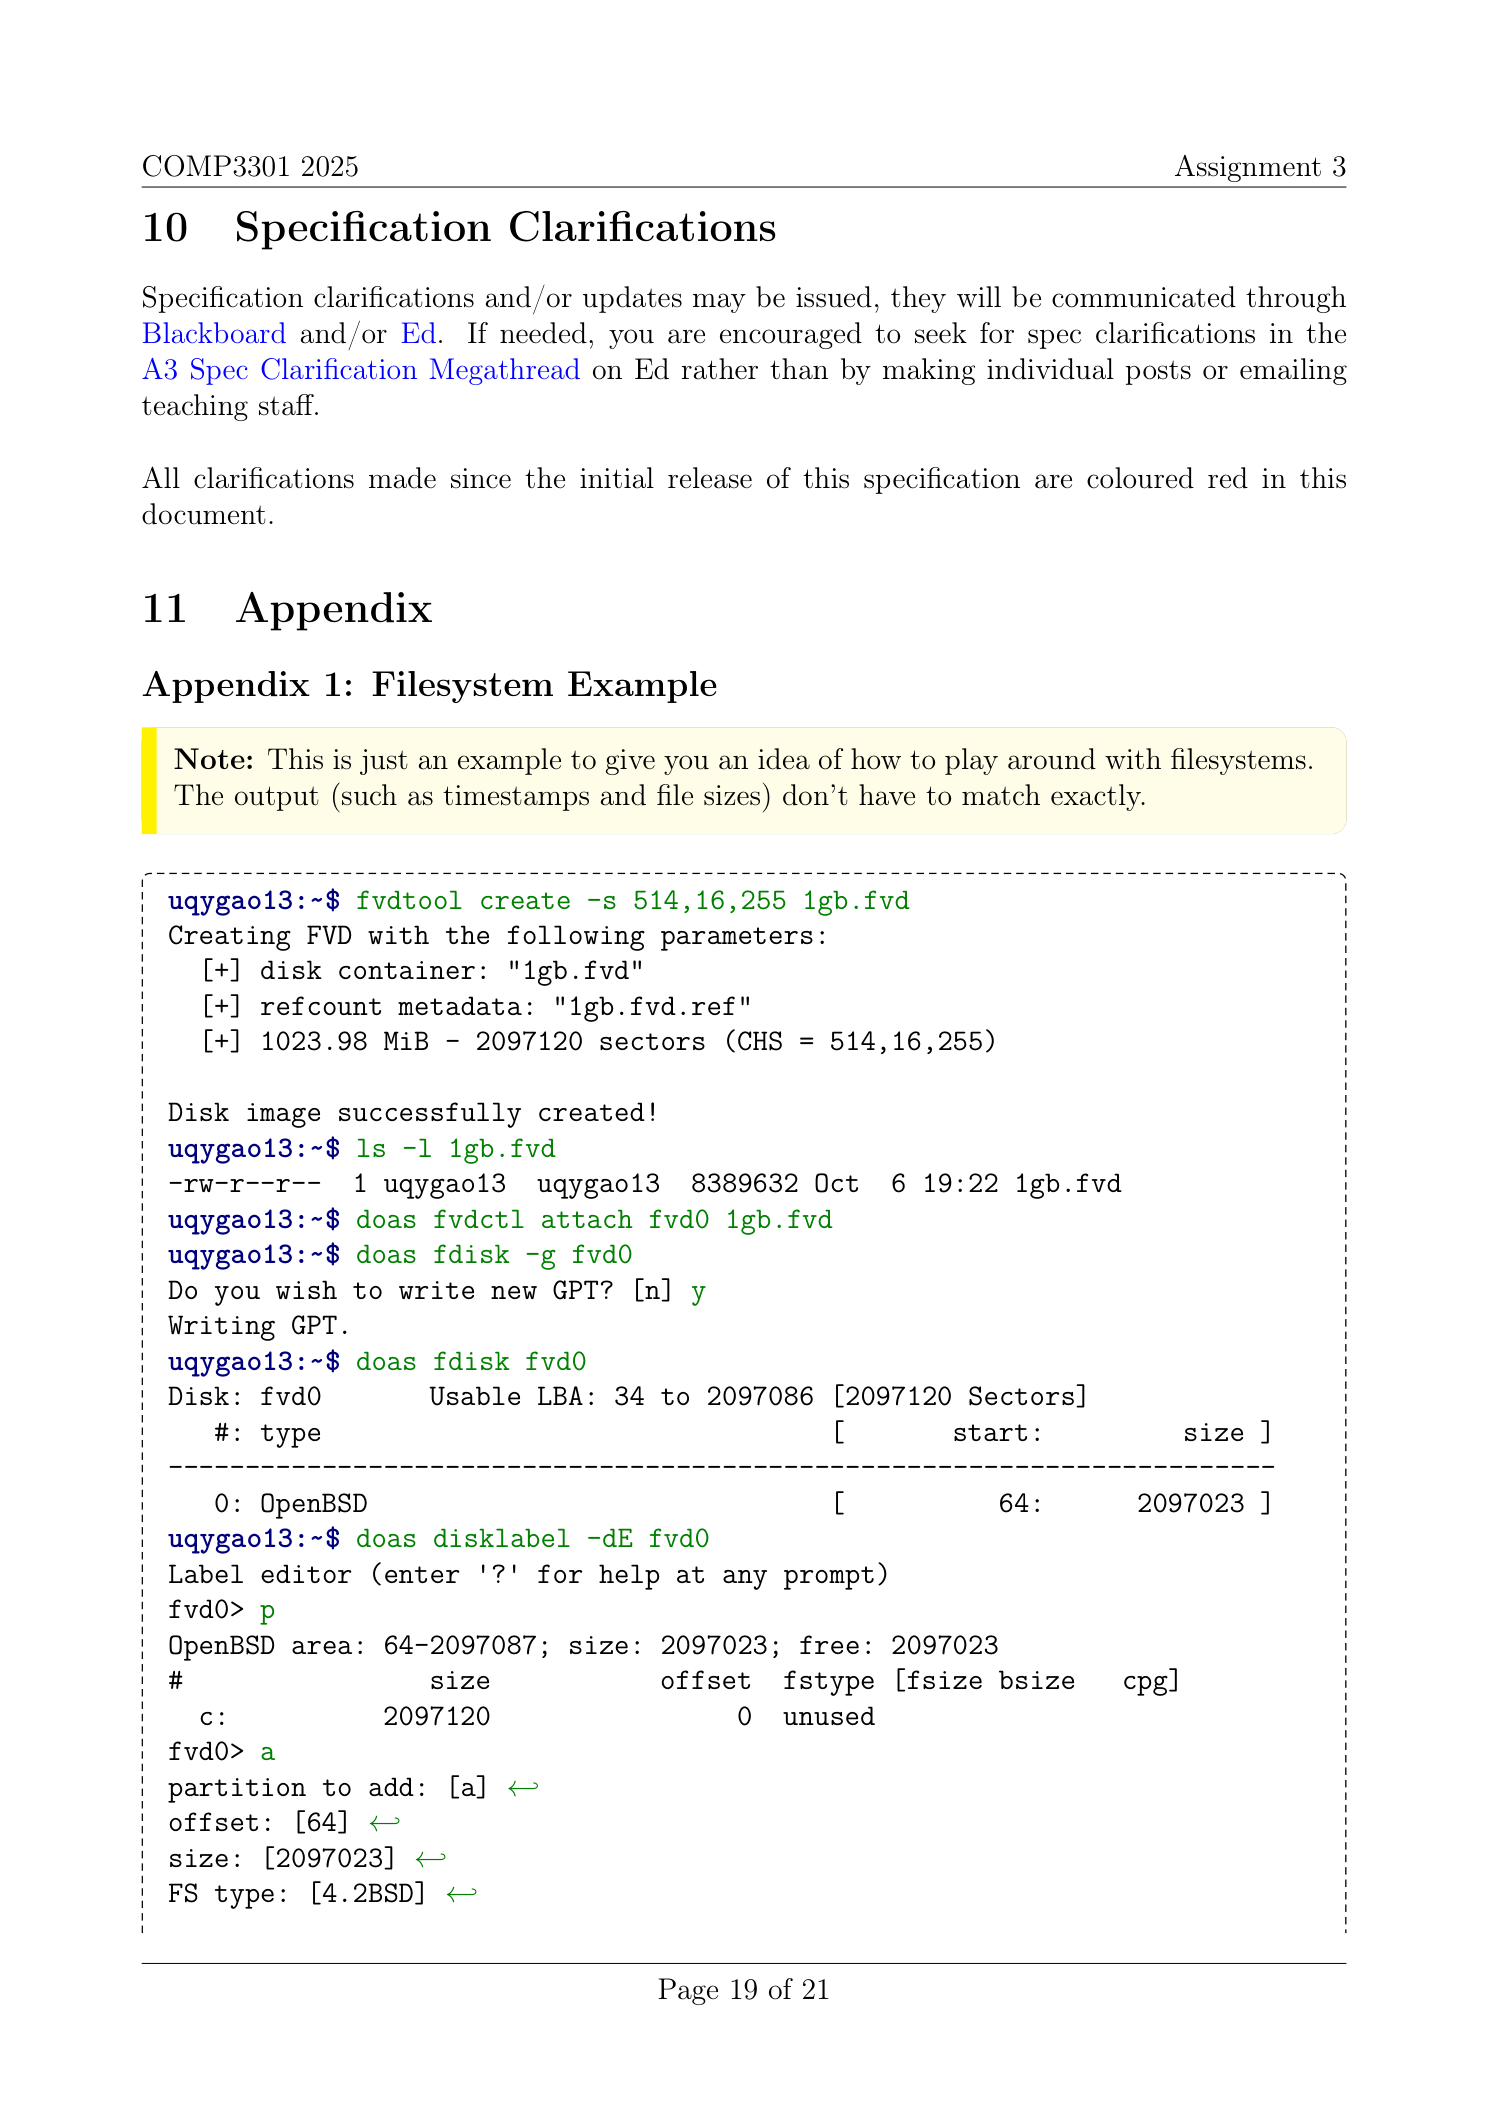 COMP3301 2025 Assignment 3
10 Specification Clarifications
Specification clarifications and/or updates may be issued, they will be communicated through
Blackboard and/or Ed. If needed, you are encouraged to seek for spec clarifications in the
A3 Spec Clarification Megathread on Ed rather than by making individual posts or emailing
teaching staff.
All clarifications made since the initial release of this specification are coloured red in this
document.
11 Appendix
Appendix 1: Filesystem Example
Note: This is just an example to give you an idea of how to play around with filesystems.
The output (such as timestamps and file sizes) don't have to match exactly.
uqygao13:~$ fvdtool create -s 514,16,255 1gb.fvd
Creating FVD with the following parameters:
  [+] disk container: "1gb.fvd"
  [+] refcount metadata: "1gb.fvd.ref"
  [+] 1023.98 MiB - 2097120 sectors (CHS = 514,16,255)
Disk image successfully created!
uqygao13:~$ ls -l 1gb.fvd
-rw-r--r--  1 uqygao13  uqygao13  8389632 Oct  6 19:22 1gb.fvd
uqygao13:~$ doas fvdctl attach fvd0 1gb.fvd
uqygao13:~$ doas fdisk -g fvd0
Do you wish to write new GPT? [n] y
Writing GPT.
uqygao13:~$ doas fdisk fvd0
Disk: fvd0       Usable LBA: 34 to 2097086 [2097120 Sectors]
   #: type                                 [       start:         size ]
------------------------------------------------------------------------
   0: OpenBSD                              [          64:      2097023 ]
uqygao13:~$ doas disklabel -dE fvd0
Label editor (enter '?' for help at any prompt)
fvd0> p
OpenBSD area: 64-2097087; size: 2097023; free: 2097023
#                size           offset  fstype [fsize bsize   cpg]
  c:          2097120                0  unused
fvd0> a
partition to add: [a] ↩
offset: [64] ↩
size: [2097023] ↩
FS type: [4.2BSD] ↩
Page 19 of 21